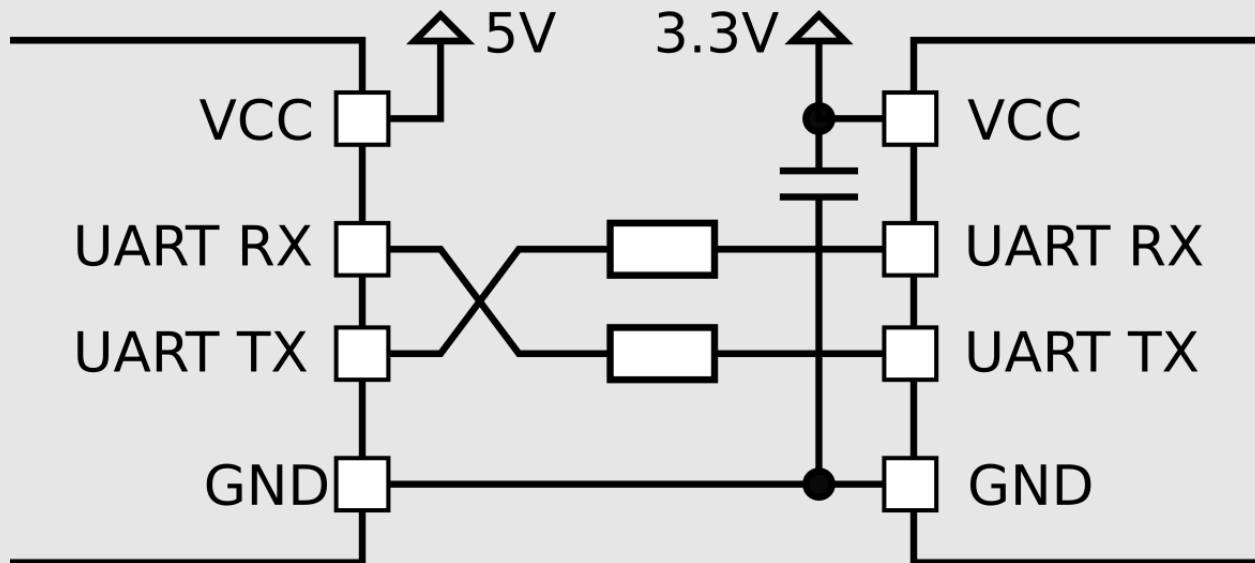 5V
3.3V
VCC
VCC
UART RX
UART RX
UART TX
UART TX
GND
GND